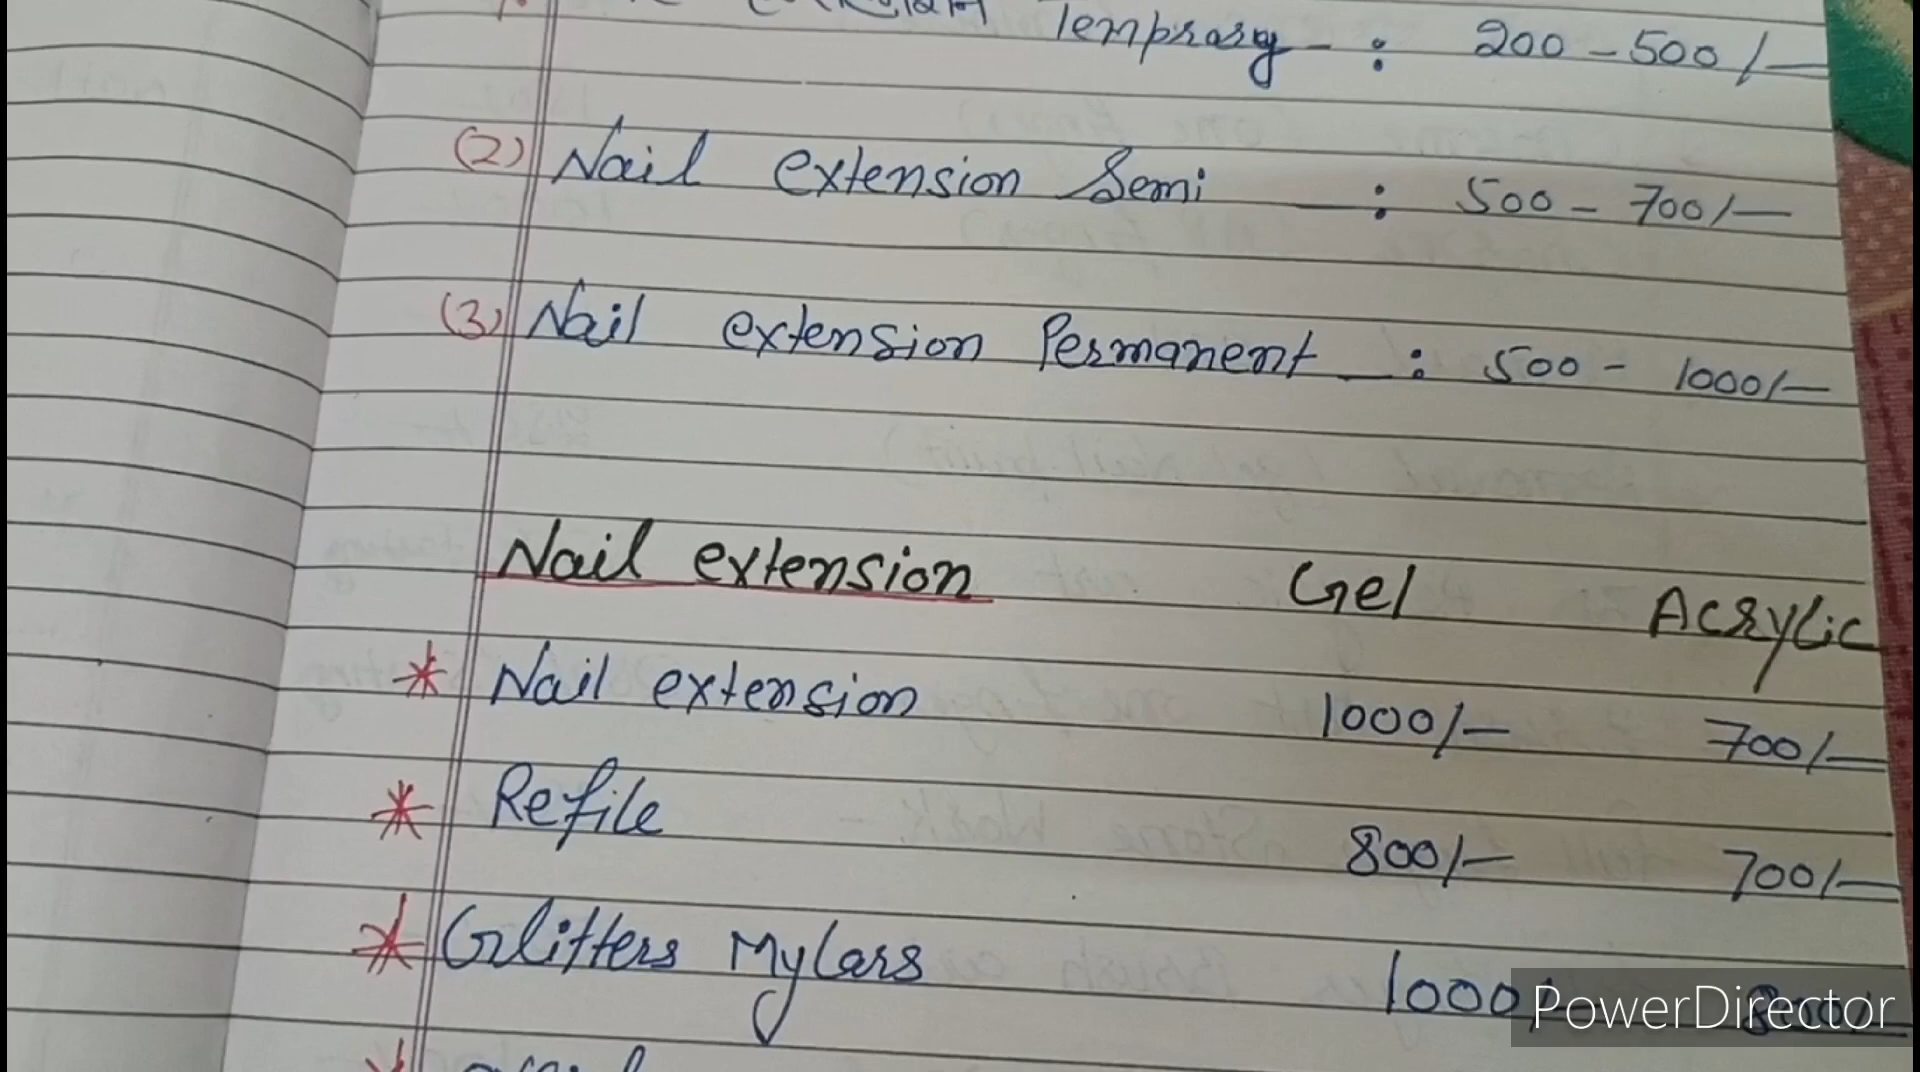 Temprary - : 200 - 500/-
(2) Nail extension Semi - : 500 - 700/-
(3) Nail extension Permanent - : 500 - 1000/-
Nail extension Gel Acrylic
* Nail extension 1000/- 700/-
* Refile 800/- 700/-
* Glitters Mylars 1000/- 800/-
PowerDirector